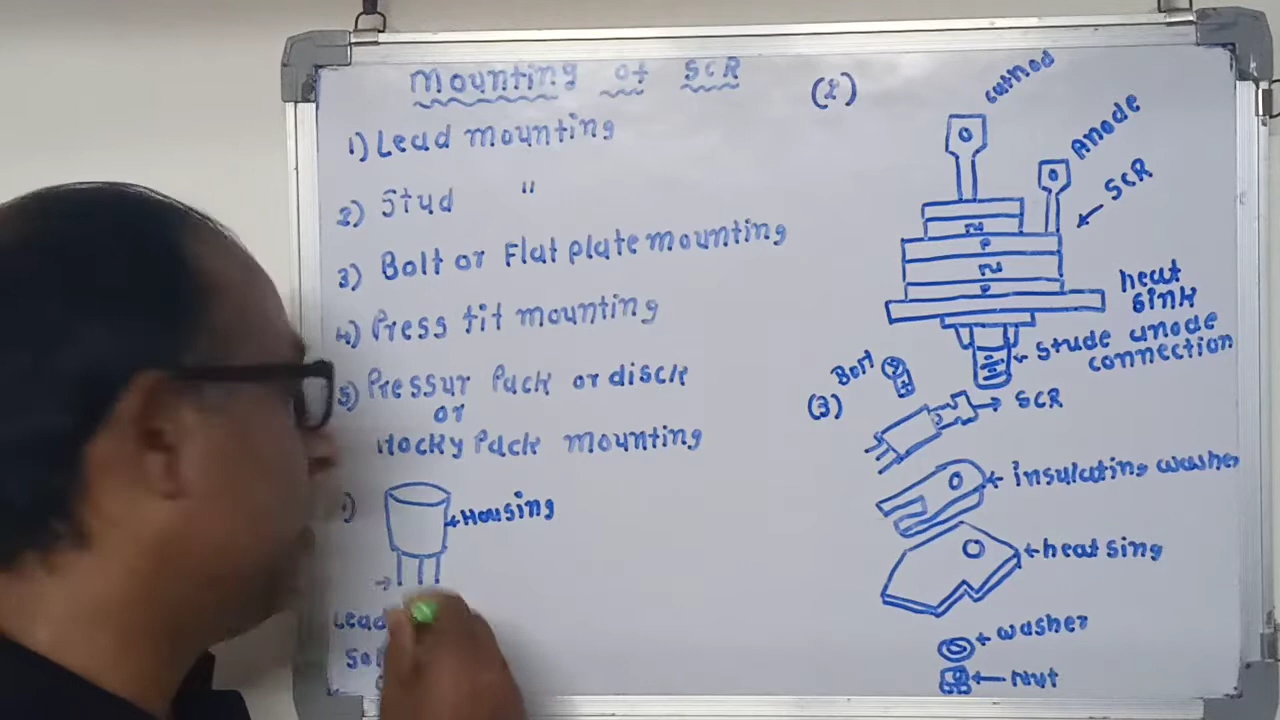 Mounting of SCR
1) Lead mounting
2) Stud "
3) Bolt or Flat plate mounting
4) Press fit mounting
5) Pressur Pack or disck
or
Hocky Pack mounting
1)
Housing
Lead
(2)
Cathod
Anode
SCR
N
P
N
P
heat
sink
stude anode
connection
(3)
Bolt
SCR
insulating washer
heat sing
washer
Nut